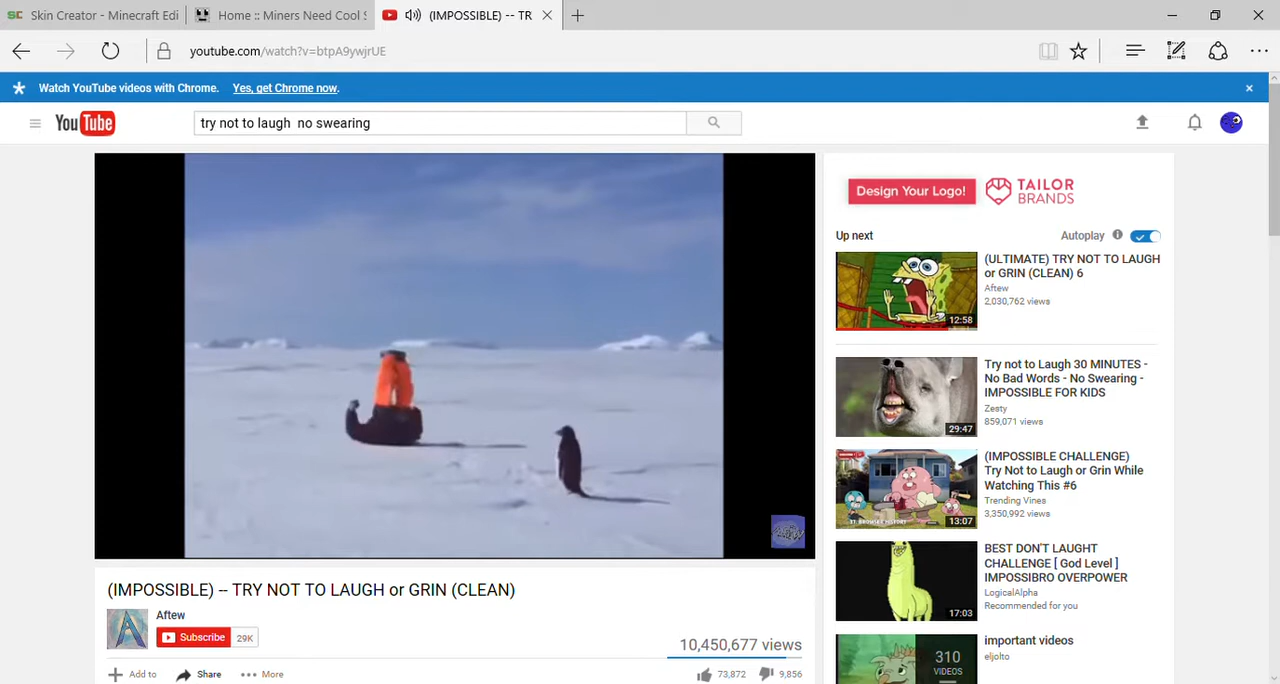 SC Skin Creator - Minecraft Edi
Home :: Miners Need Cool S
(IMPOSSIBLE) -- TR
youtube.com/watch?v=btpA9ywjrUE
Watch YouTube videos with Chrome. Yes, get Chrome now.
YouTube
try not to laugh  no swearing
Design Your Logo!
TAILOR
BRANDS
Up next
Autoplay
(ULTIMATE) TRY NOT TO LAUGH
or GRIN (CLEAN) 6
Aftew
2,030,762 views
12:58
Try not to Laugh 30 MINUTES -
No Bad Words - No Swearing -
IMPOSSIBLE FOR KIDS
Zesty
859,071 views
29:47
(IMPOSSIBLE CHALLENGE)
Try Not to Laugh or Grin While
Watching This #6
Trending Vines
3,350,992 views
13:07
BEST DON'T LAUGHT
CHALLENGE [ God Level ]
IMPOSSIBRO OVERPOWER
LogicalAlpha
Recommended for you
17:03
important videos
eljolto
310
VIDEOS
(IMPOSSIBLE) -- TRY NOT TO LAUGH or GRIN (CLEAN)
Aftew
Subscribe 29K
10,450,677 views
Add to
Share
More
73,872
9,856